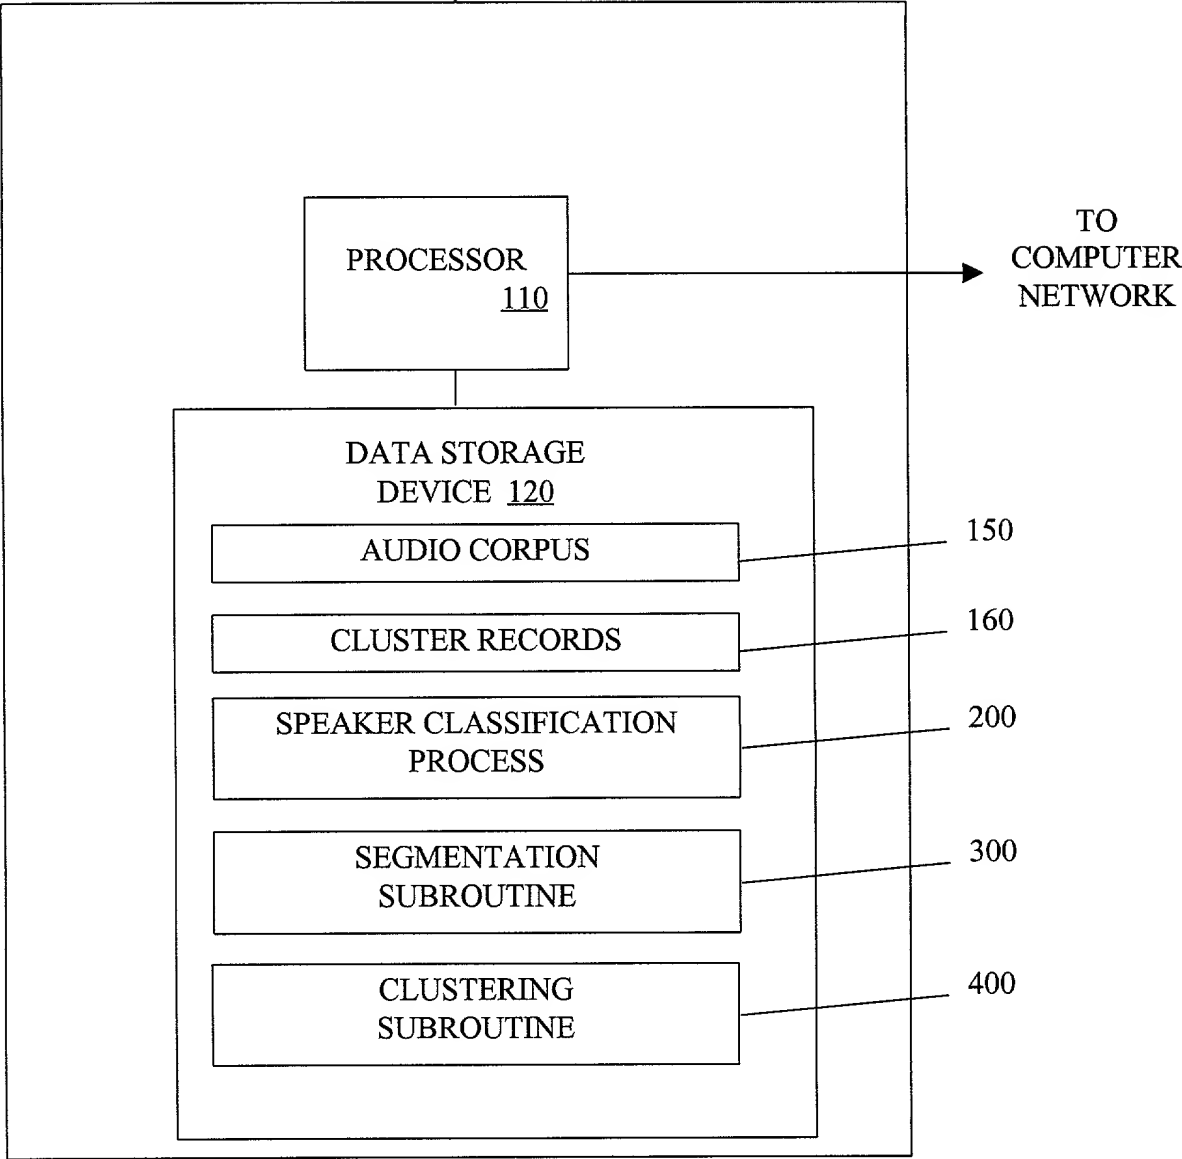 PROCESSOR
110
TO
COMPUTER
NETWORK
DATA STORAGE
DEVICE 120
AUDIO CORPUS
150
CLUSTER RECORDS
160
SPEAKER CLASSIFICATION
PROCESS
200
SEGMENTATION
SUBROUTINE
300
CLUSTERING
SUBROUTINE
400